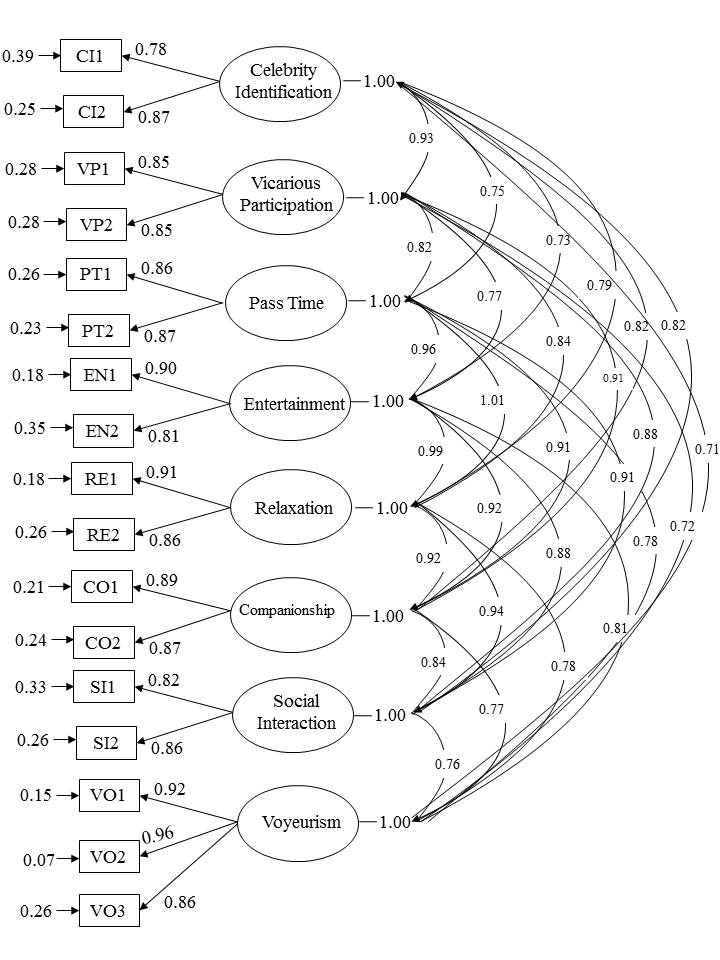 0.39 CI1 0.78
0.25 CI2 0.87
Celebrity
Identification
1.00
0.28 VP1 0.85
0.28 VP2 0.85
Vicarious
Participation
1.00
0.26 PT1 0.86
0.23 PT2 0.87
Pass Time
1.00
0.18 EN1 0.90
0.35 EN2 0.81
Entertainment
1.00
0.18 RE1 0.91
0.26 RE2 0.86
Relaxation
1.00
0.21 CO1 0.89
0.24 CO2 0.87
Companionship
1.00
0.33 SI1 0.82
0.26 SI2 0.86
Social
Interaction
1.00
0.15 VO1 0.92
0.07 VO2 0.96
0.26 VO3 0.86
Voyeurism
1.00
0.93
0.75
0.73
0.79
0.82
0.82
0.71
0.82
0.77
0.84
0.91
0.88
0.72
0.96
1.01
0.91
0.91
0.78
0.99
0.92
0.88
0.81
0.92
0.94
0.78
0.84
0.77
0.76